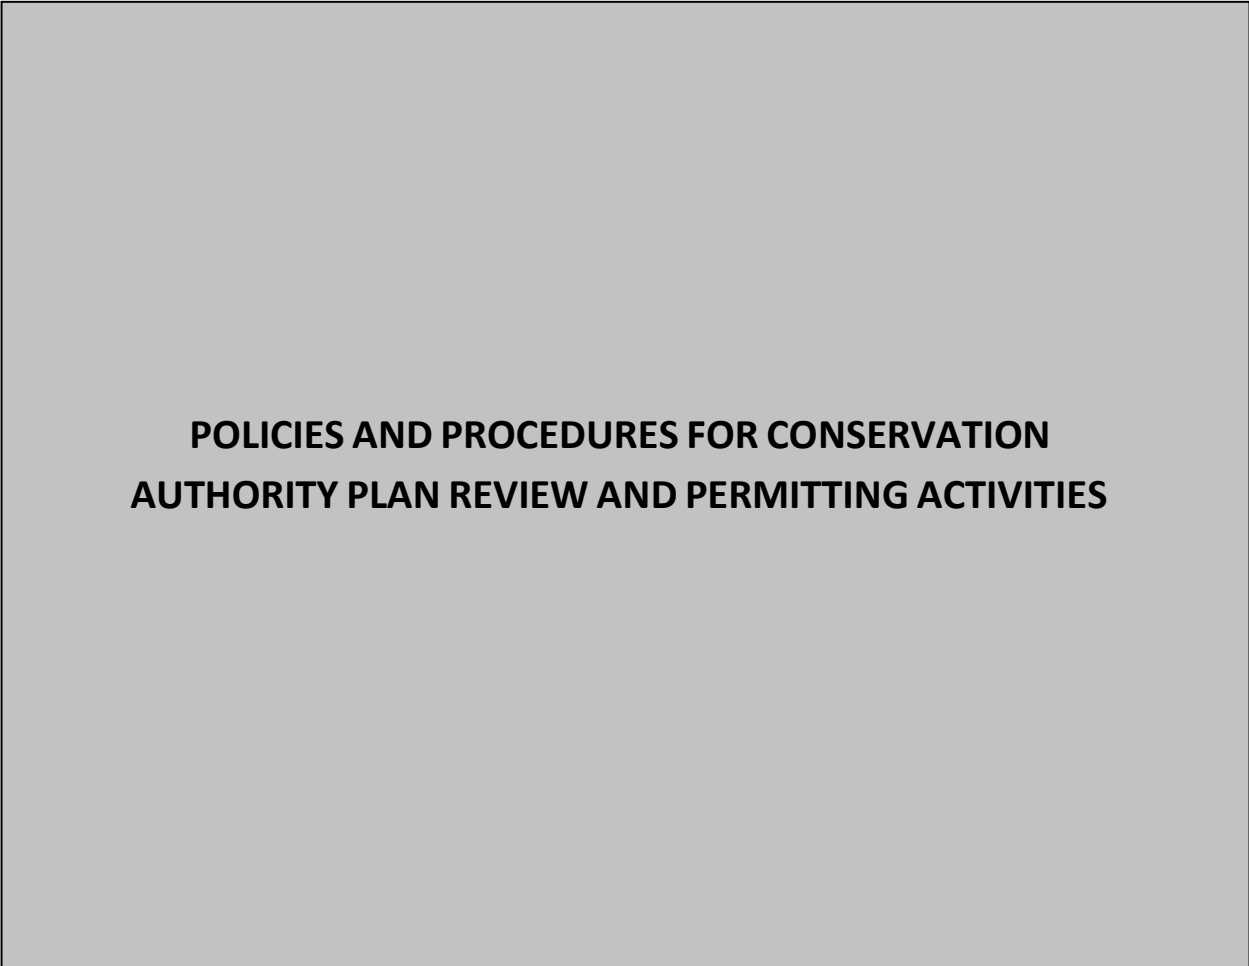 POLICIES AND PROCEDURES FOR CONSERVATION
AUTHORITY PLAN REVIEW AND PERMITTING ACTIVITIES